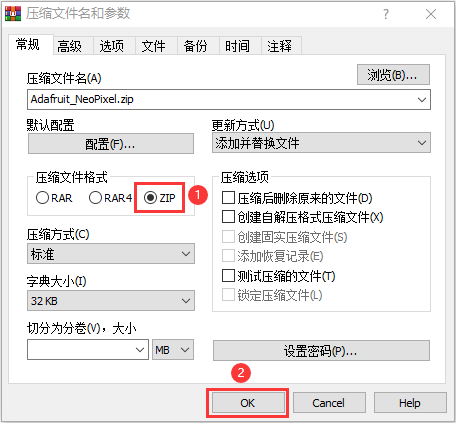 压缩文件名和参数
常规 高级 选项 文件 备份 时间 注释
压缩文件名(A)
浏览(B)...
Adafruit_NeoPixel.zip
默认配置
配置(F)...
更新方式(U)
添加并替换文件
压缩文件格式
RAR RAR4 ZIP
1
压缩方式(C)
标准
字典大小(I)
32 KB
切分为分卷(V)，大小
MB
压缩选项
压缩后删除原来的文件(D)
创建自解压格式压缩文件(X)
创建固实压缩文件(S)
添加恢复记录(E)
测试压缩的文件(T)
锁定压缩文件(L)
设置密码(P)...
2
OK Cancel Help